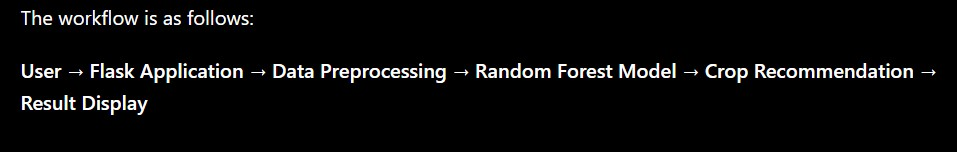 The workflow is as follows:
User → Flask Application → Data Preprocessing → Random Forest Model → Crop Recommendation →
Result Display